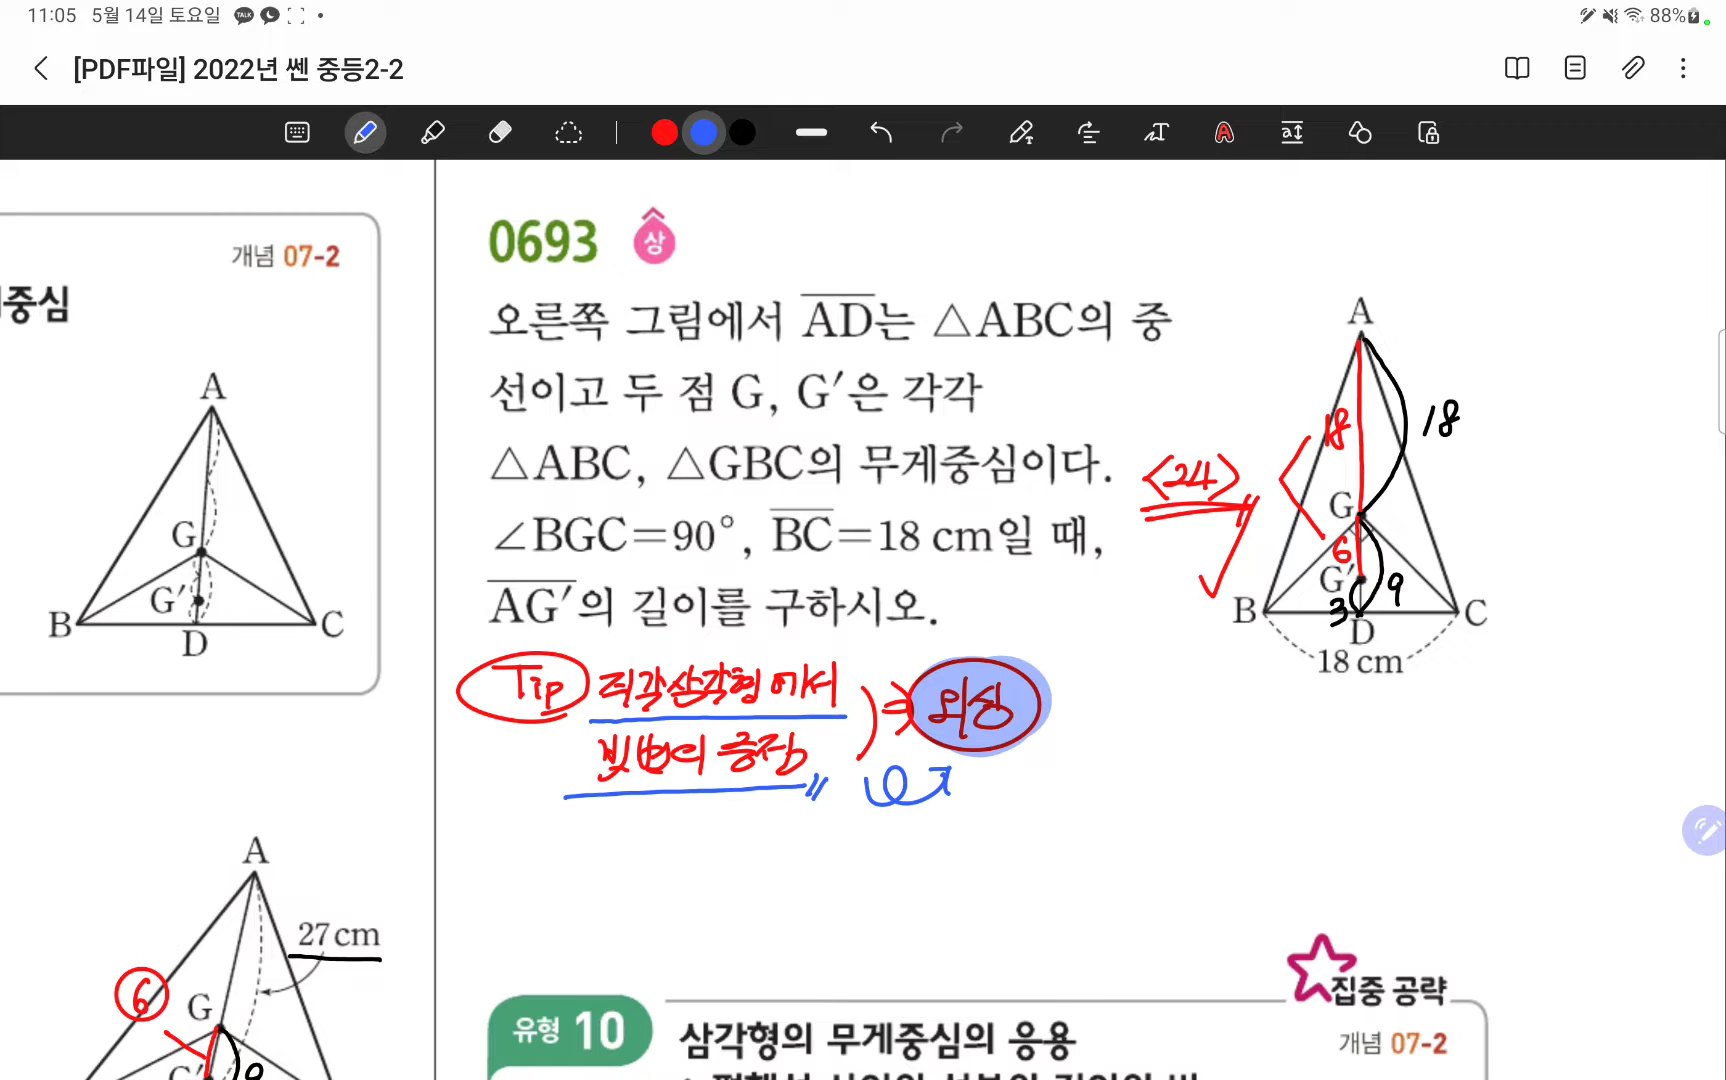 11:05 5월 14일 토요일
88%
[PDF파일] 2022년 쎈 중등2-2
개념 07-2
중심
A
G
G′
B
D
C
A
27 cm
6
G
G′
9
0693 상
오른쪽 그림에서 AD는 △ABC의 중
선이고 두 점 G, G′은 각각
△ABC, △GBC의 무게중심이다.
∠BGC=90°, BC=18 cm일 때,
AG′의 길이를 구하시오.
<24>
A
18
18
G
6
G′
9
B
3
D
C
18 cm
Tip 직각삼각형에서
빗변의 중점
⇒ 외심
집중 공략
유형 10 삼각형의 무게중심의 응용
개념 07-2